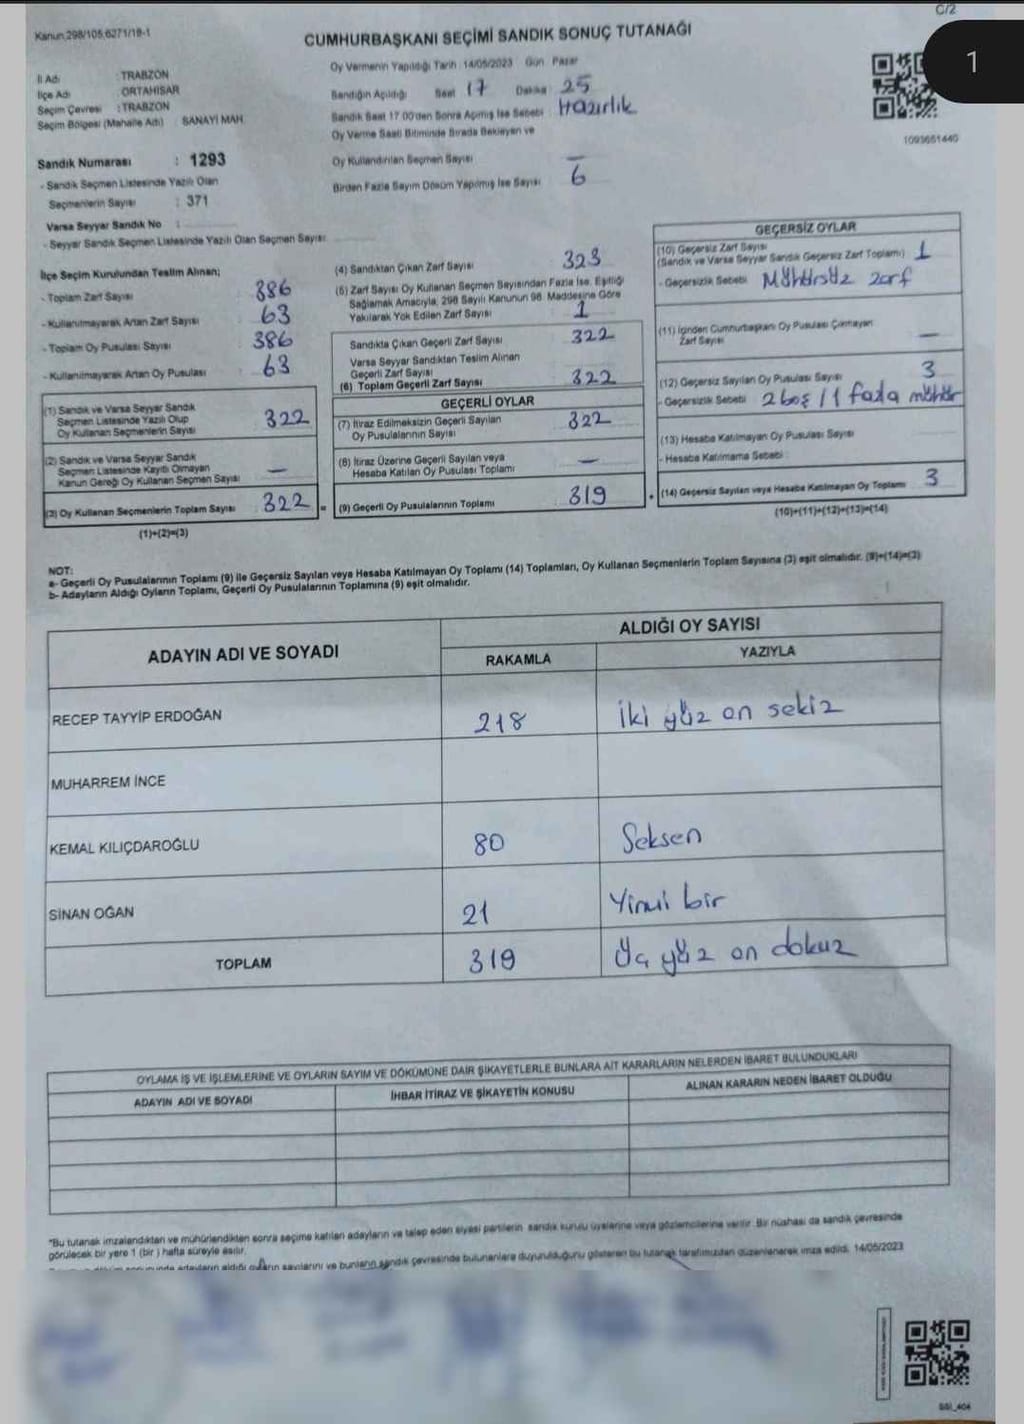 C/2
1
Kanun,298/105,6271/18-1
CUMHURBAŞKANI SEÇİMİ SANDIK SONUÇ TUTANAĞI
Oy Vermenin Yapıldığı Tarih 14/05/2023 Gün Pazar
İl Adı : TRABZON
İlçe Adı : ORTAHİSAR
Seçim Çevresi : TRABZON
Seçim Bölgesi (Mahalle Adı) SANAYİ MAH.
Sandığın Açıldığı Saat 17 Dakika 25
Sandık Saat 17.00'den Sonra Açılmış İse Sebebi Hazırlık
Oy Verme Saati Bitiminde Sırada Bekleyen ve
Oy Kullandırılan Seçmen Sayısı —
Birden Fazla Sayım Döküm Yapılmış İse Sayısı 6
1093651440
Sandık Numarası : 1293
- Sandık Seçmen Listesinde Yazılı Olan
Seçmenlerin Sayısı : 371
Varsa Seyyar Sandık No :
- Seyyar Sandık Seçmen Listesinde Yazılı Olan Seçmen Sayısı:
İlçe Seçim Kurulundan Teslim Alınan;
- Toplam Zarf Sayısı 386
- Kullanılmayarak Artan Zarf Sayısı 63
- Toplam Oy Pusulası Sayısı 386
- Kullanılmayarak Artan Oy Pusulası 63
(1) Sandık ve Varsa Seyyar Sandık
Seçmen Listesinde Yazılı Olup
Oy Kullanan Seçmenlerin Sayısı 322
(2) Sandık ve Varsa Seyyar Sandık
Seçmen Listesinde Kayıtlı Olmayan
Kanun Gereği Oy Kullanan Seçmen Sayısı —
(3) Oy Kullanan Seçmenlerin Toplam Sayısı 322 =
(1)+(2)=(3)
(4) Sandıktan Çıkan Zarf Sayısı 323
(5) Zarf Sayısı Oy Kullanan Seçmen Sayısından Fazla İse, Eşitliği
Sağlamak Amacıyla, 298 Sayılı Kanunun 98. Maddesine Göre
Yakılarak Yok Edilen Zarf Sayısı 1
Sandıkta Çıkan Geçerli Zarf Sayısı 322
Varsa Seyyar Sandıktan Teslim Alınan
Geçerli Zarf Sayısı
(6) Toplam Geçerli Zarf Sayısı 322
GEÇERLİ OYLAR
(7) İtiraz Edilmeksizin Geçerli Sayılan
Oy Pusulalarının Sayısı 322
(8) İtiraz Üzerine Geçerli Sayılan veya
Hesaba Katılan Oy Pusulası Toplamı —
(9) Geçerli Oy Pusulalarının Toplamı 319 +
GEÇERSİZ OYLAR
(10) Geçersiz Zarf Sayısı
(Sandık ve Varsa Seyyar Sandık Geçersiz Zarf Toplamı) 1
- Geçersizlik Sebebi Mühürsüz zarf
(11) İçinden Cumhurbaşkanı Oy Pusulası Çıkmayan
Zarf Sayısı —
(12) Geçersiz Sayılan Oy Pusulası Sayısı 3
- Geçersizlik Sebebi 2 boş / 1 fazla mühür
(13) Hesaba Katılmayan Oy Pusulası Sayısı
- Hesaba Katılmama Sebebi :
(14) Geçersiz Sayılan veya Hesaba Katılmayan Oy Toplamı 3
(10)+(11)+(12)+(13)=(14)
NOT:
a- Geçerli Oy Pusulalarının Toplamı (9) ile Geçersiz Sayılan veya Hesaba Katılmayan Oy Toplamı (14) Toplamları, Oy Kullanan Seçmenlerin Toplam Sayısına (3) eşit olmalıdır. (9)+(14)=(3)
b- Adayların Aldığı Oyların Toplamı, Geçerli Oy Pusulalarının Toplamına (9) eşit olmalıdır.
ADAYIN ADI VE SOYADI
ALDIĞI OY SAYISI
RAKAMLA YAZIYLA
RECEP TAYYİP ERDOĞAN 218 İki yüz on sekiz
MUHARREM İNCE
KEMAL KILIÇDAROĞLU 80 Seksen
SİNAN OĞAN 21 Yirmi bir
TOPLAM 319 Üç yüz on dokuz
OYLAMA İŞ VE İŞLEMLERİNE VE OYLARIN SAYIM VE DÖKÜMÜNE DAİR ŞİKAYETLERLE BUNLARA AİT KARARLARIN NELERDEN İBARET BULUNDUKLARI
ADAYIN ADI VE SOYADI İHBAR İTİRAZ VE ŞİKAYETİN KONUSU ALINAN KARARIN NEDEN İBARET OLDUĞU
*Bu tutanak imzalandıktan ve mühürlendikten sonra seçime katılan adayların ve talep eden siyasi partilerin sandık kurulu üyelerine veya gözlemcilerine verilir. Bir nüshası da sandık çevresinde
görülecek bir yere 1 (bir) hafta süreyle asılır.
sonunda adayların aldığı oyların sayılarını ve bunların sandık çevresinde bulunanlara duyurulduğunu gösteren bu tutanak tarafımızdan düzenlenerek imza edildi. 14/05/2023
SSI_404